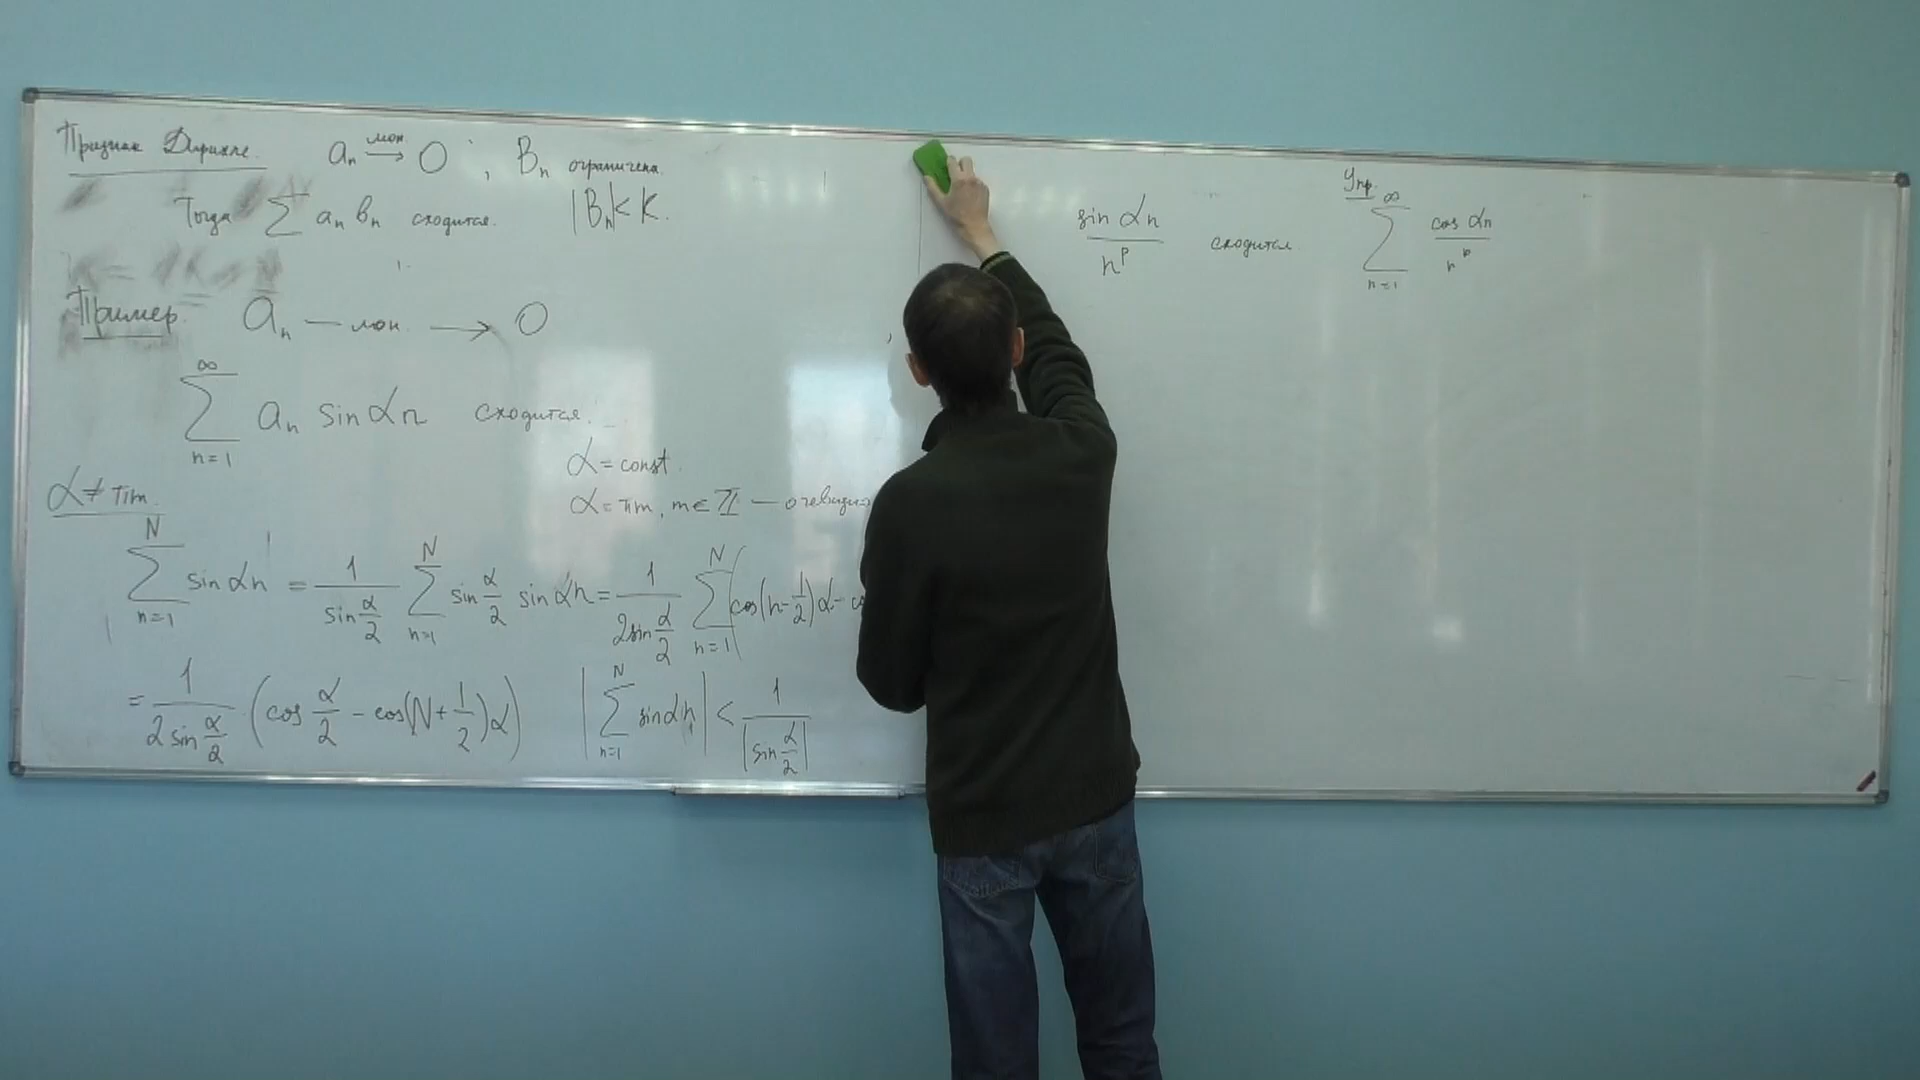 Признак Дирихле. aₙ –мон→ 0, Bₙ ограничена.
Тогда ∑ aₙ bₙ сходится. |Bₙ| < K.
Пример aₙ — мон. → 0
∑_{n=1}^{∞} aₙ sin αn сходится.
α = const.
α = πm, m ∈ ℤ — очевидно
α ≠ πm.
∑_{n=1}^{N} sin αn = 1/(sin α/2) ∑_{n=1}^{N} sin α/2 sin αn = 1/(2 sin α/2) ∑_{n=1}^{N} (cos(n - 1/2)α - co
= 1/(2 sin α/2) · (cos α/2 - cos(N + 1/2)α) |∑_{n=1}^{N} sin αn| < 1/|sin α/2|
sin αn / n^p сходится.
Упр.
∑_{n=1}^{∞} cos αn / n^p